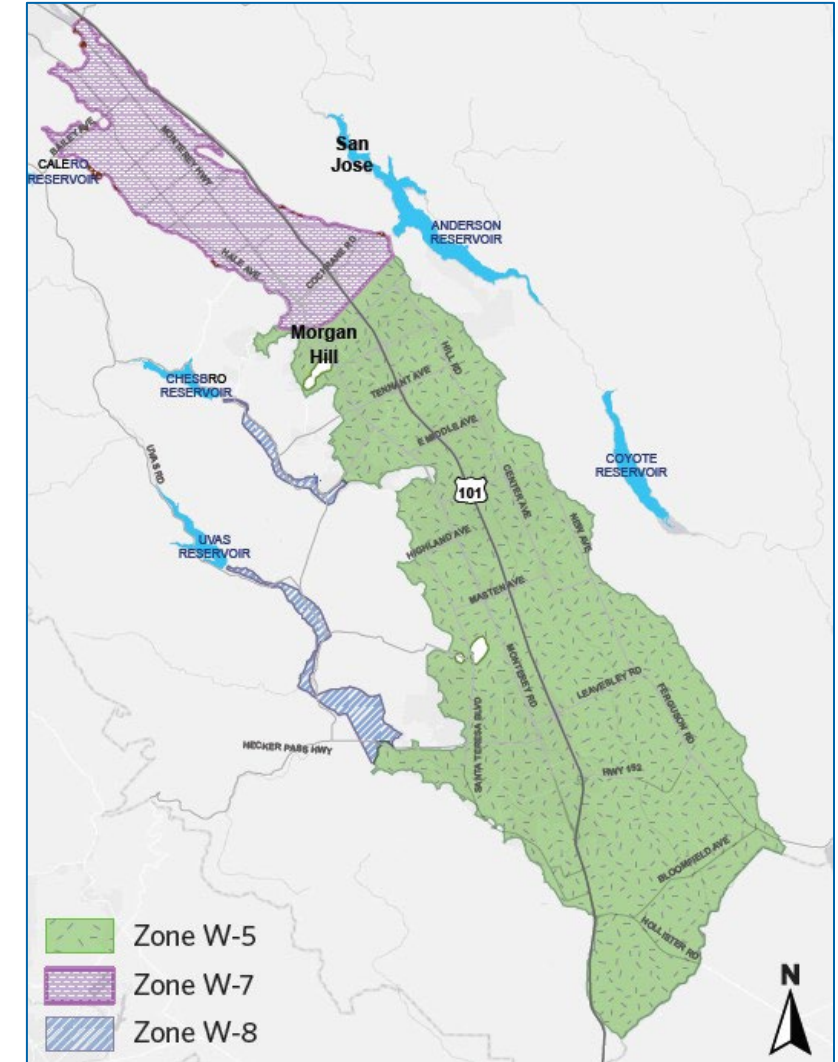 San
Jose
BAILEY AVE
MONTEREY HWY
CALERO
RESERVOIR
ANDERSON
RESERVOIR
HALE AVE
COCHRANE RD
Morgan
Hill
HILL RD
CHESBRO
RESERVOIR
TENNANT AVE
E MIDDLE AVE
UVAS RD
COYOTE
RESERVOIR
CENTER AVE
101
NEW AVE
HIGHLAND AVE
UVAS
RESERVOIR
MASTEN AVE
MONTEREY RD
LEAVESLEY RD
FERGUSON RD
SANTA TERESA BLVD
HECKER PASS HWY
HWY 152
BLOOMFIELD AVE
HOLLISTER RD
Zone W-5
Zone W-7
Zone W-8
N